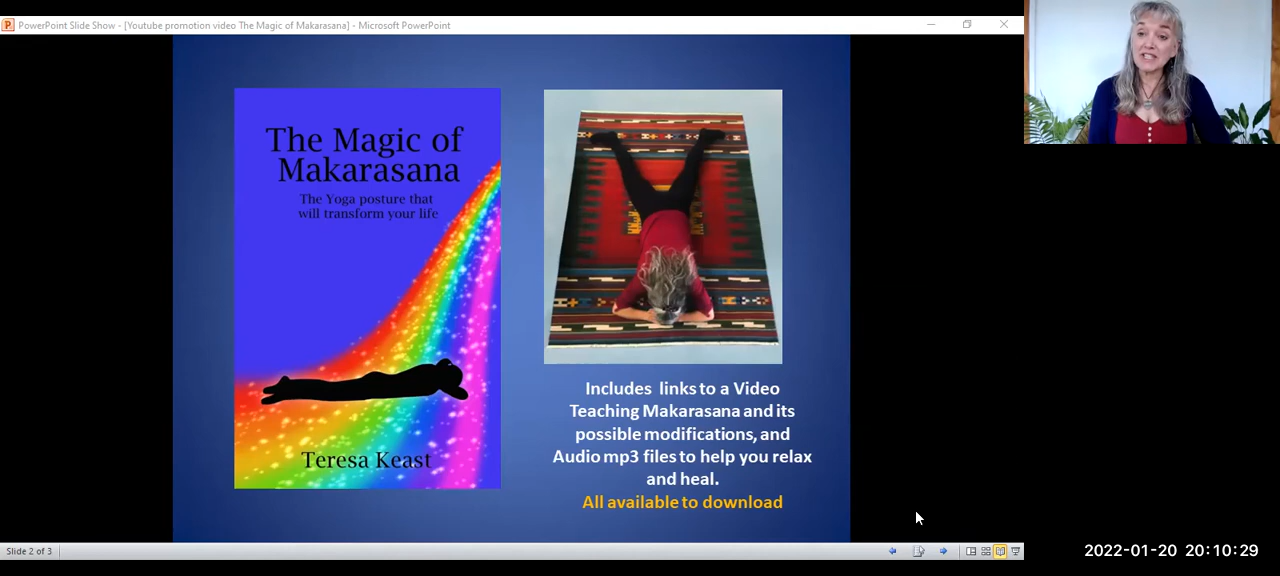 PowerPoint Slide Show - [Youtube promotion video The Magic of Makarasana] - Microsoft PowerPoint
The Magic of
Makarasana
The Yoga posture that
will transform your life
Teresa Keast
Includes links to a Video
Teaching Makarasana and its
possible modifications, and
Audio mp3 files to help you relax
and heal.
All available to download
Slide 2 of 3
2022-01-20 20:10:29